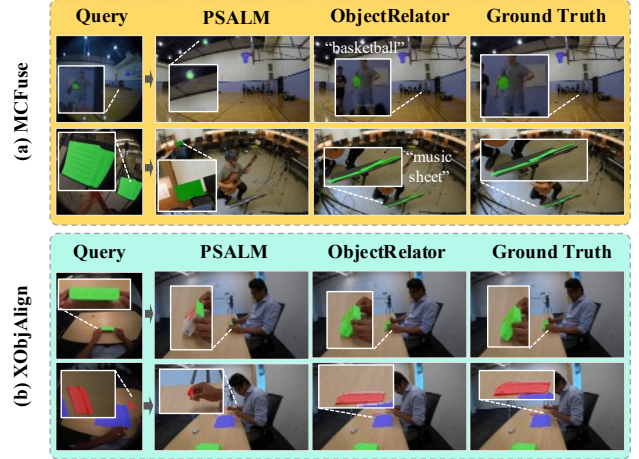 Query PSALM ObjectRelator Ground Truth
(a) MCFuse
“basketball”
“music
sheet”
Query PSALM ObjectRelator Ground Truth
(b) XObjAlign